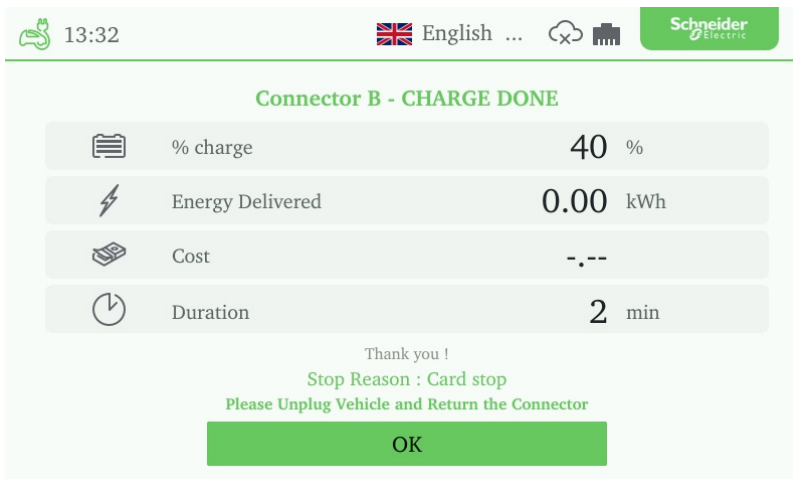 13:32 English ... Schneider Electric
Connector B - CHARGE DONE
% charge 40 %
Energy Delivered 0.00 kWh
Cost -.--
Duration 2 min
Thank you !
Stop Reason : Card stop
Please Unplug Vehicle and Return the Connector
OK